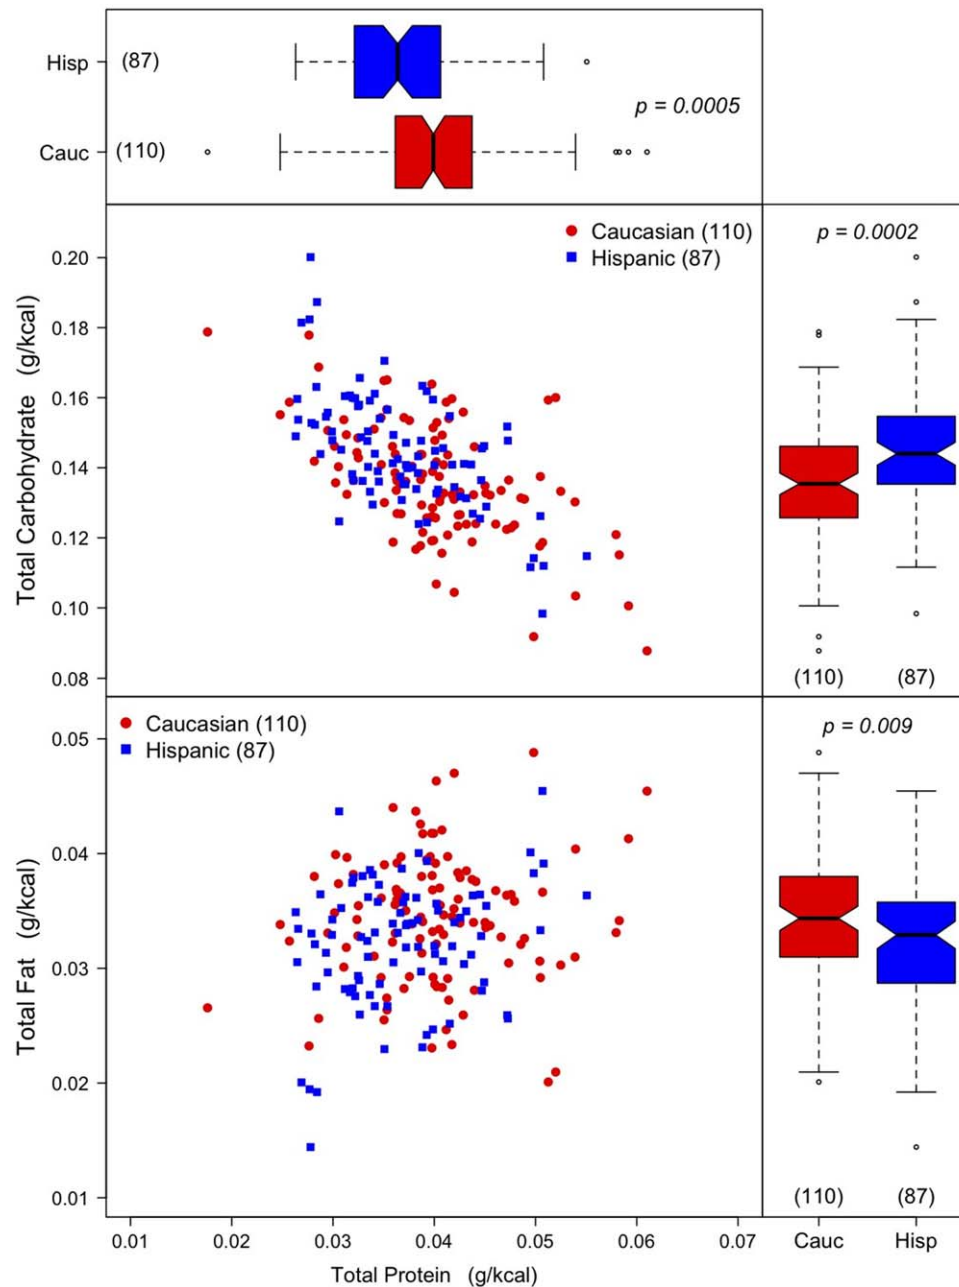 Hisp (87)
p = 0.0005
Cauc (110)
Caucasian (110)
Hispanic (87)
p = 0.0002
Total Carbohydrate (g/kcal)
0.20
0.18
0.16
0.14
0.12
0.10
0.08
(110) (87)
Caucasian (110)
Hispanic (87)
p = 0.009
Total Fat (g/kcal)
0.05
0.04
0.03
0.02
0.01
(110) (87)
0.01 0.02 0.03 0.04 0.05 0.06 0.07 Cauc Hisp
Total Protein (g/kcal)